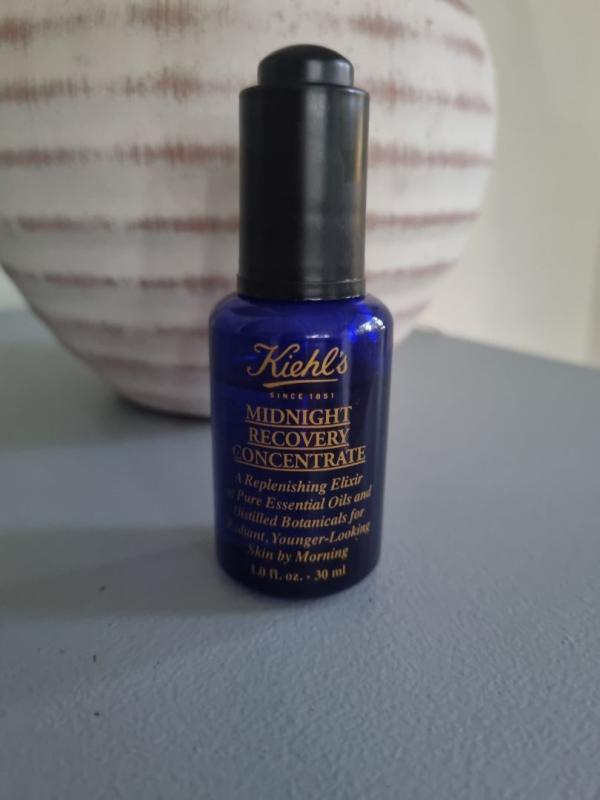 Kiehl's
SINCE 1851
MIDNIGHT
RECOVERY
CONCENTRATE
A Replenishing Elixir
of Pure Essential Oils and
Distilled Botanicals for
Radiant, Younger-Looking
Skin by Morning
1.0 fl. oz. - 30 ml